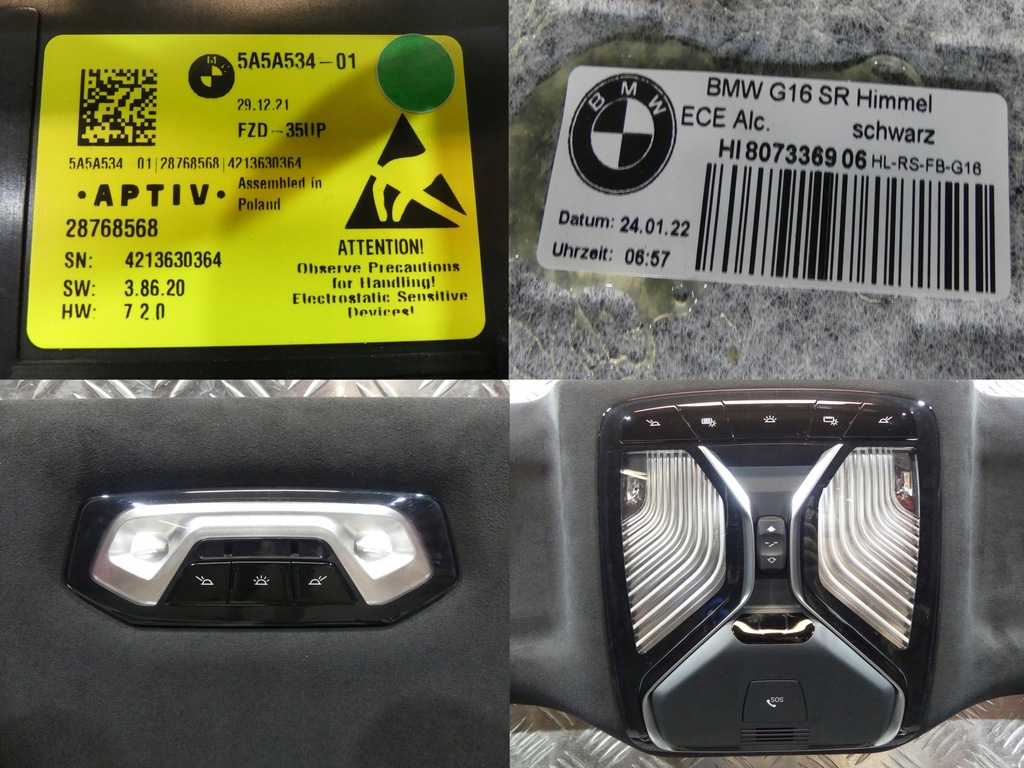 BMW
5A5A534-01
29.12.21
FZD-35UP
5A5A534 01|28768568|4213630364
•APTIV•
Assembled in
Poland
28768568
SN: 4213630364
SW: 3.86.20
HW: 7 2 0
ATTENTION!
Observe Precautions
for Handling!
Electrostatic Sensitive
Devices!
BMW
BMW G16 SR Himmel
ECE Alc. schwarz
HI 8073369 06 HL-RS-FB-G16
Datum: 24.01.22
Uhrzeit: 06:57
SOS